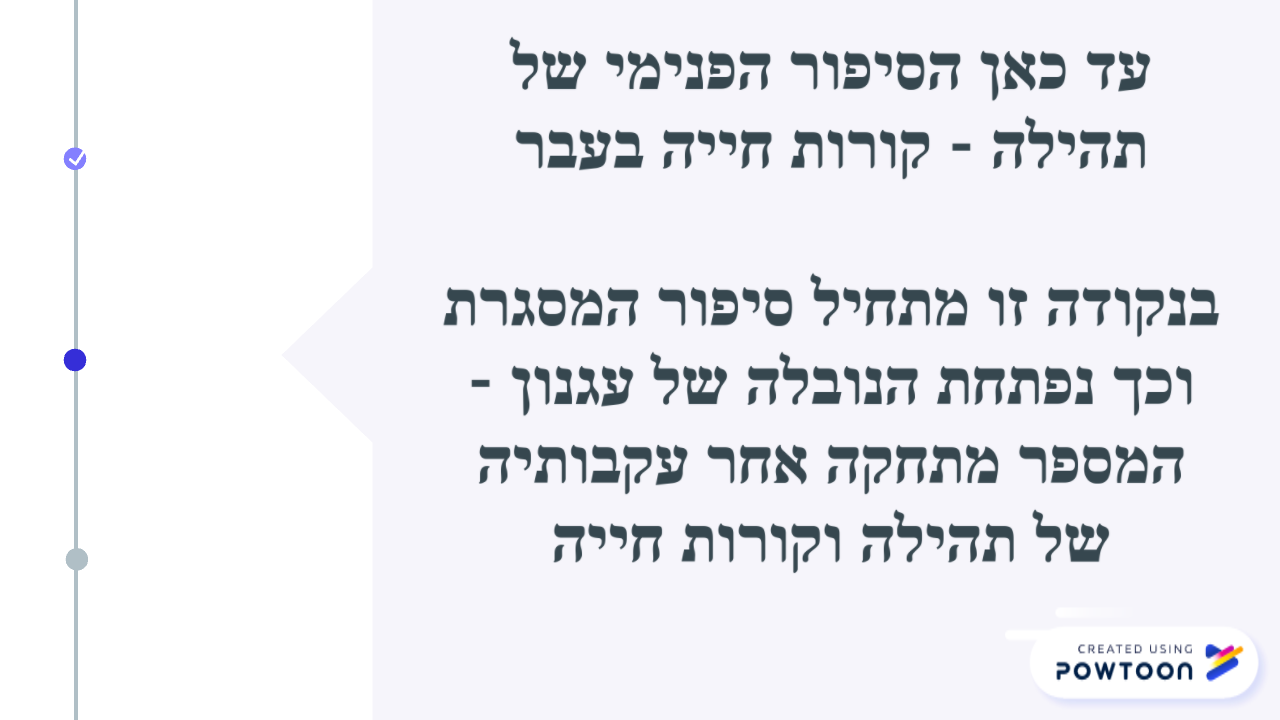 עד כאן הסיפור הפנימי של
תהילה - קורות חייה בעבר
בנקודה זו מתחיל סיפור המסגרת
וכך נפתחת הנובלה של עגנון -
המספר מתחקה אחר עקבותיה
של תהילה וקורות חייה
CREATED USING
POWTOON